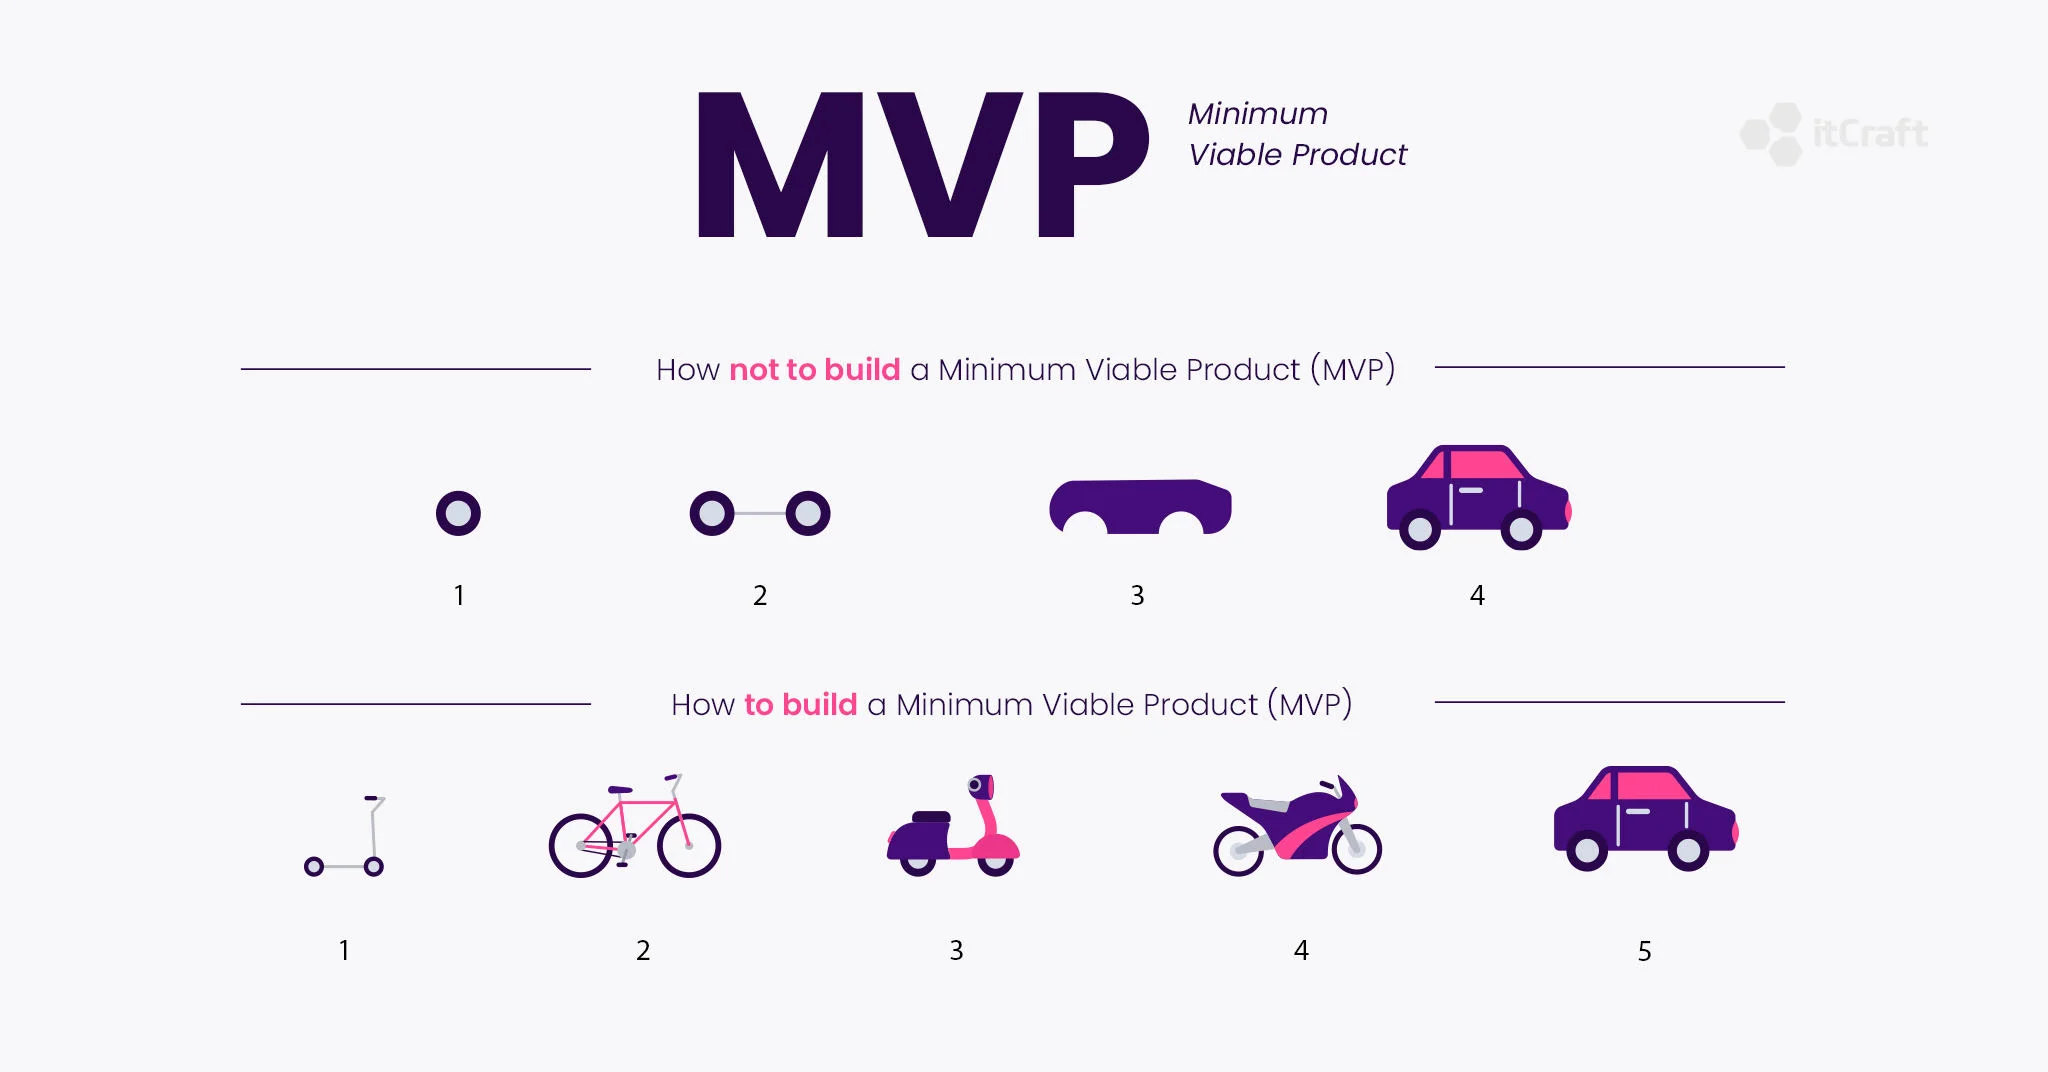 MVP
Minimum
Viable Product
itCraft
How not to build a Minimum Viable Product (MVP)
1
2
3
4
How to build a Minimum Viable Product (MVP)
1
2
3
4
5